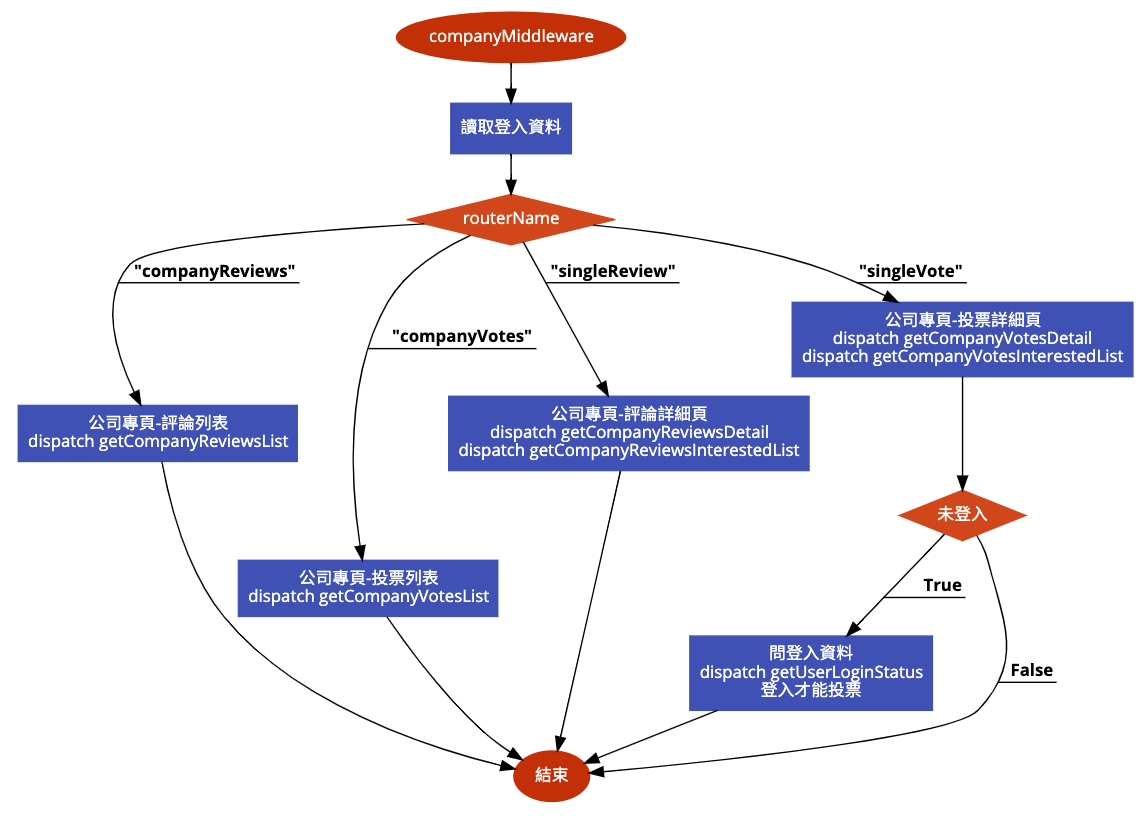 companyMiddleware
讀取登入資料
routerName
"companyReviews"
"singleReview"
"singleVote"
公司專頁-投票詳細頁
dispatch getCompanyVotesDetail
dispatch getCompanyVotesInterestedList
"companyVotes"
公司專頁-評論列表
dispatch getCompanyReviewsList
公司專頁-評論詳細頁
dispatch getCompanyReviewsDetail
dispatch getCompanyReviewsInterestedList
未登入
公司專頁-投票列表
dispatch getCompanyVotesList
True
問登入資料
dispatch getUserLoginStatus
登入才能投票
False
結束